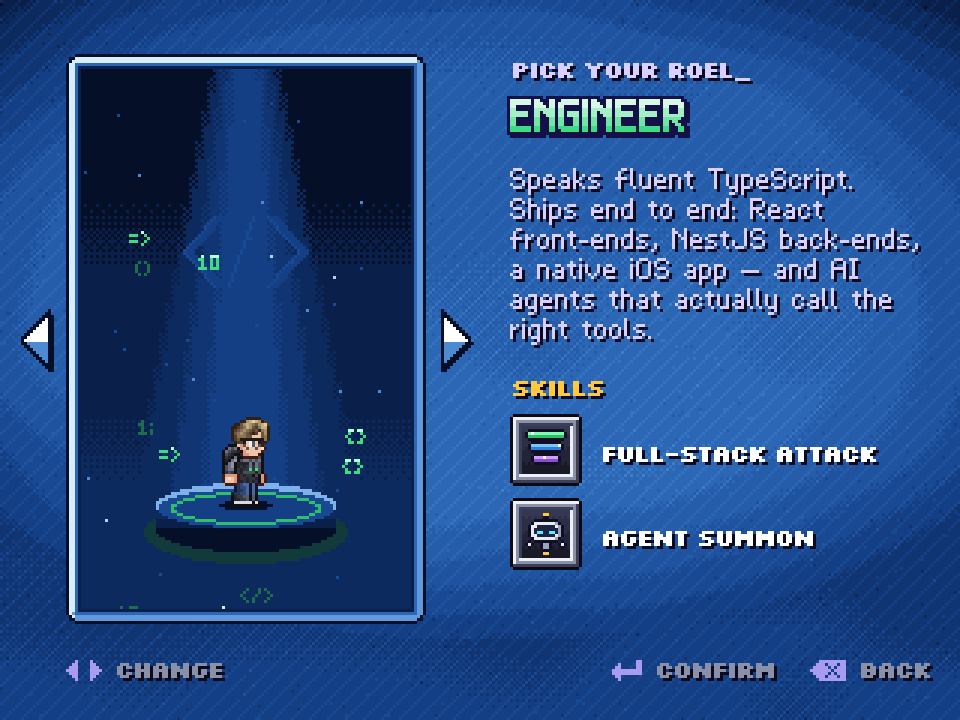 PICK YOUR ROEL_
ENGINEER
Speaks fluent TypeScript.
Ships end to end: React
front-ends, NestJS back-ends,
a native iOS app — and AI
agents that actually call the
right tools.
=>
()
10
SKILLS
FULL-STACK ATTACK
1;
=>
{}
{}
AGENT SUMMON
</>
CHANGE
CONFIRM
BACK